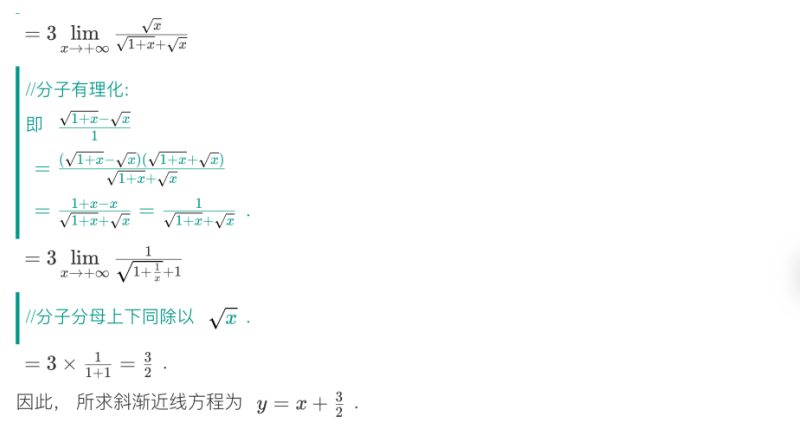 = 3 lim_{x→+∞} √x / (√(1+x)+√x)
//分子有理化:
即 (√(1+x)−√x) / 1
= (√(1+x)−√x)(√(1+x)+√x) / (√(1+x)+√x)
= (1+x−x) / (√(1+x)+√x) = 1 / (√(1+x)+√x) .
= 3 lim_{x→+∞} 1 / (√(1+1/x)+1)
//分子分母上下同除以 √x .
= 3 × 1/(1+1) = 3/2 .
因此， 所求斜渐近线方程为 y = x + 3/2 .